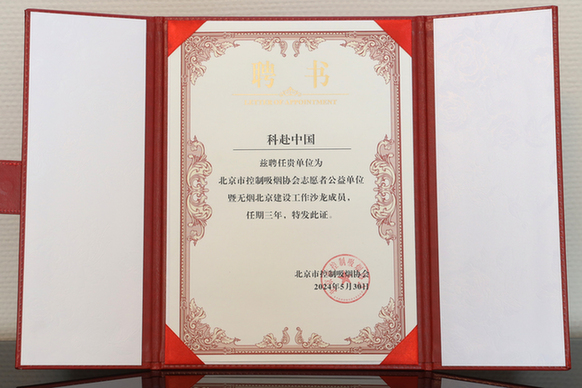 聘书
科赴中国
兹聘任贵单位为
北京市控制吸烟协会志愿者公益单位
暨无烟北京建设工作沙龙成员，
任期三年，特发此证。
北京市控制吸烟协会
2024年5月30日